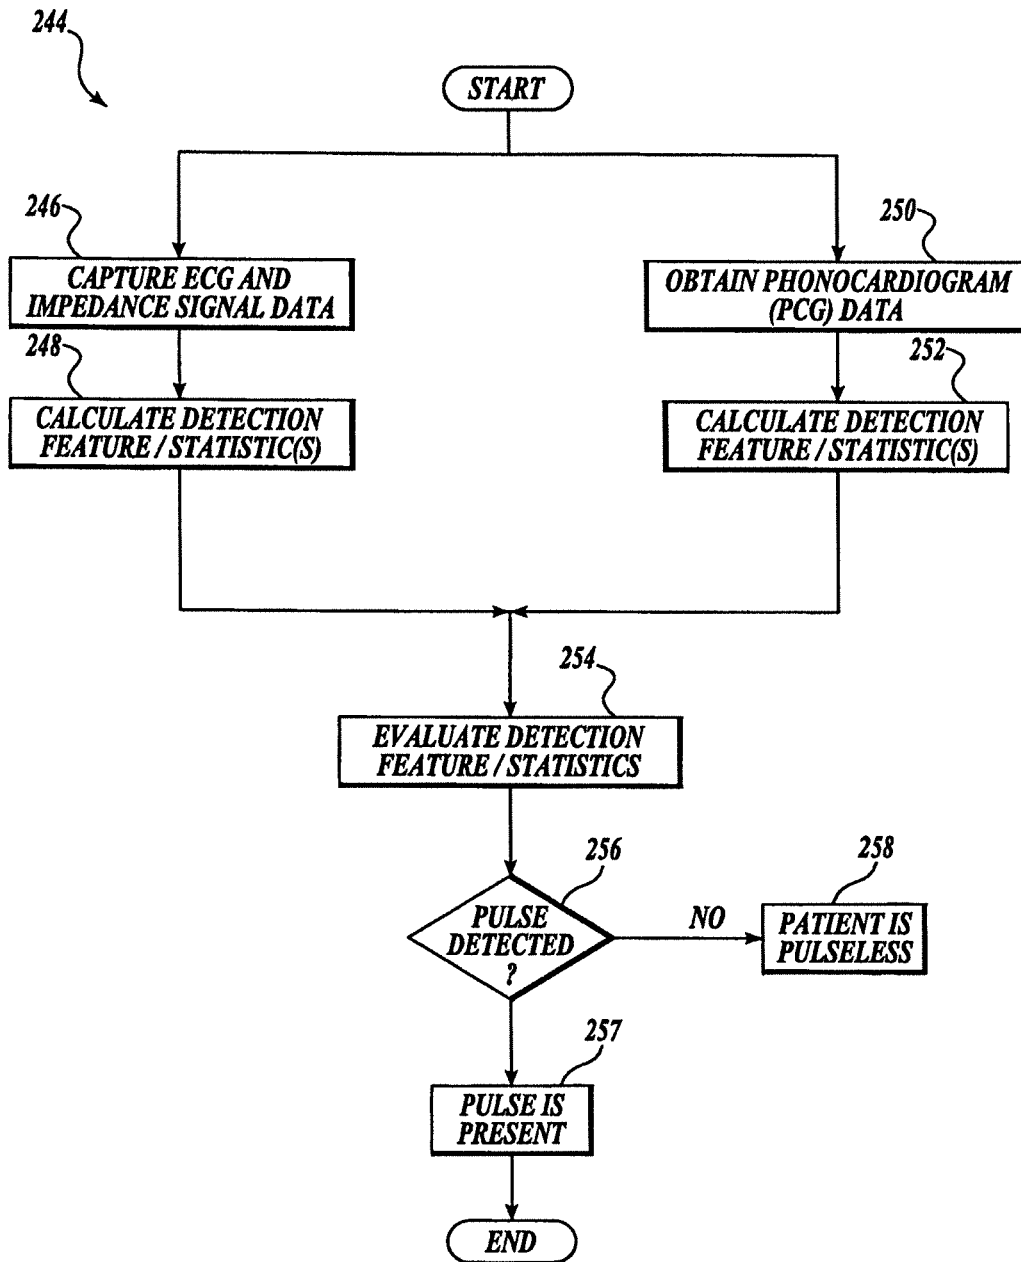 244
START
246
CAPTURE ECG AND
IMPEDANCE SIGNAL DATA
250
OBTAIN PHONOCARDIOGRAM
(PCG) DATA
248
CALCULATE DETECTION
FEATURE / STATISTIC(S)
252
CALCULATE DETECTION
FEATURE / STATISTIC(S)
254
EVALUATE DETECTION
FEATURE / STATISTICS
256
PULSE
DETECTED
?
NO
258
PATIENT IS
PULSELESS
257
PULSE IS
PRESENT
END